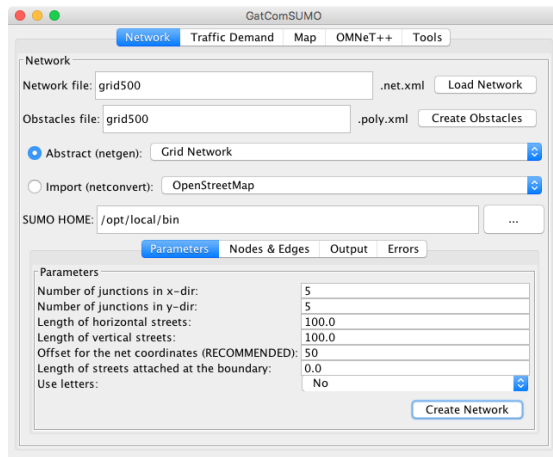 GatComSUMO
Network Traffic Demand Map OMNeT++ Tools
Network
Network file: grid500 .net.xml Load Network
Obstacles file: grid500 .poly.xml Create Obstacles
Abstract (netgen): Grid Network
Import (netconvert): OpenStreetMap
SUMO HOME: /opt/local/bin ...
Parameters Nodes & Edges Output Errors
Parameters
Number of junctions in x-dir: 5
Number of junctions in y-dir: 5
Length of horizontal streets: 100.0
Length of vertical streets: 100.0
Offset for the net coordinates (RECOMMENDED): 50
Length of streets attached at the boundary: 0.0
Use letters: No
Create Network